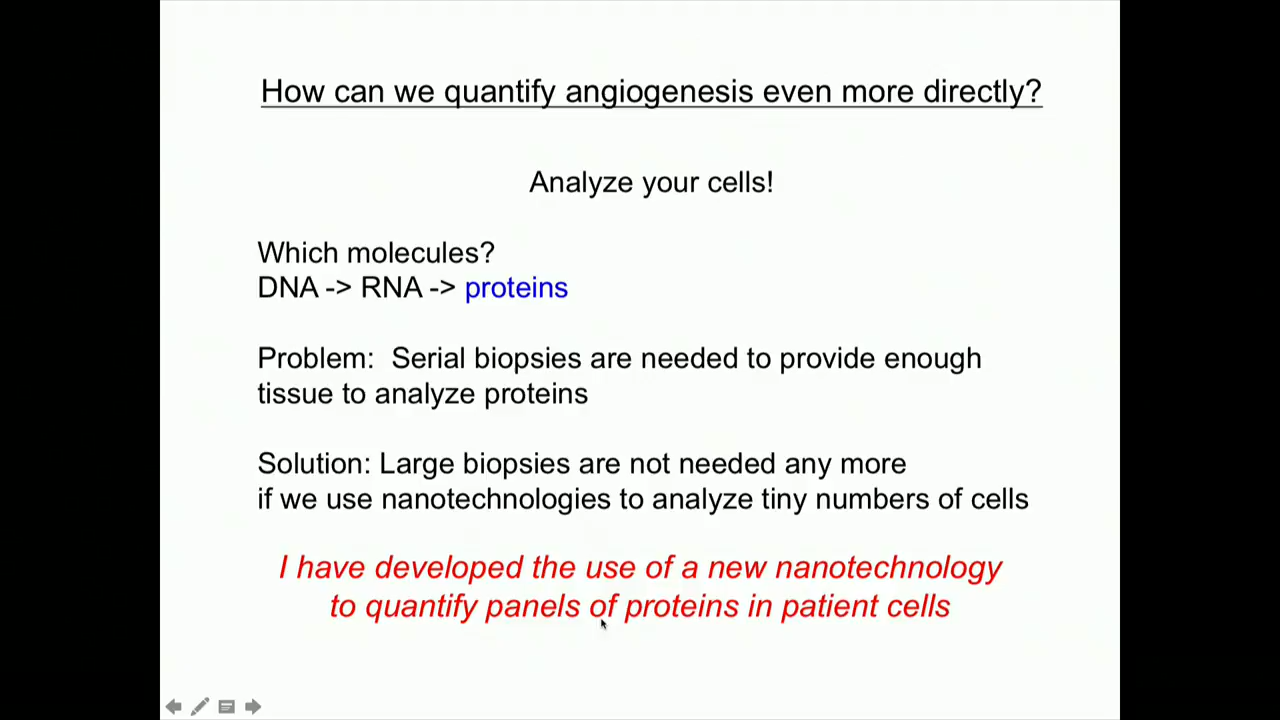 How can we quantify angiogenesis even more directly?
Analyze your cells!
Which molecules?
DNA -> RNA -> proteins
Problem:  Serial biopsies are needed to provide enough
tissue to analyze proteins
Solution: Large biopsies are not needed any more
if we use nanotechnologies to analyze tiny numbers of cells
I have developed the use of a new nanotechnology
to quantify panels of proteins in patient cells